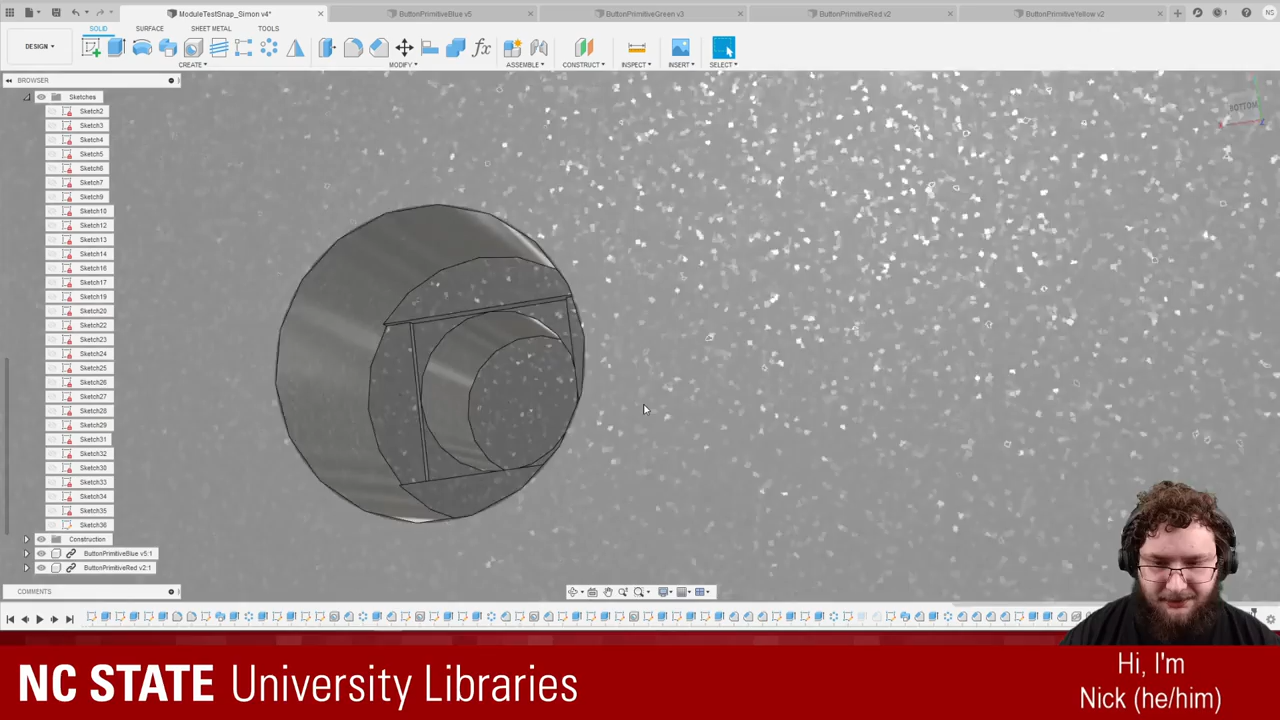 ModuleTestSnap_Simon v4*
ButtonPrimitiveBlue v5
ButtonPrimitiveGreen v3
ButtonPrimitiveRed v2
ButtonPrimitiveYellow v2
1
NS
SOLID
SURFACE
SHEET METAL
TOOLS
DESIGN
CREATE
MODIFY
ASSEMBLE
CONSTRUCT
INSPECT
INSERT
SELECT
BROWSER
BOTTOM
Sketches
Sketch2
Sketch3
Sketch4
Sketch5
Sketch6
Sketch7
Sketch9
Sketch10
Sketch12
Sketch13
Sketch14
Sketch16
Sketch17
Sketch19
Sketch20
Sketch22
Sketch23
Sketch24
Sketch25
Sketch26
Sketch27
Sketch28
Sketch29
Sketch31
Sketch32
Sketch30
Sketch33
Sketch34
Sketch35
Sketch36
Construction
ButtonPrimitiveBlue v5:1
ButtonPrimitiveRed v2:1
COMMENTS
NC STATE University Libraries
Hi, I'm
Nick (he/him)